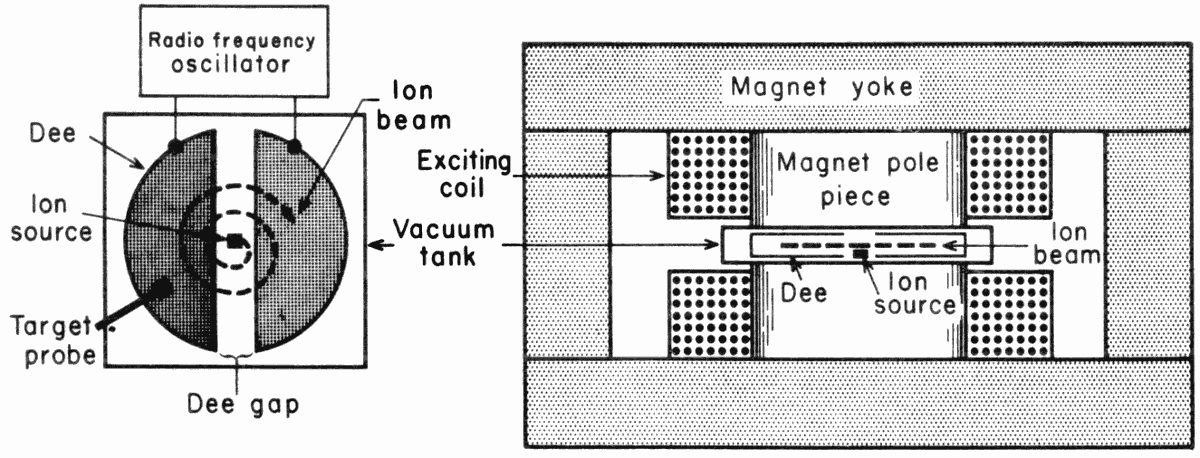 Radio frequency
oscillator
Ion
beam
Dee
Ion
source
Target
probe
Dee gap
Vacuum
tank
Exciting
coil
Magnet yoke
Magnet pole
piece
Dee
Ion
source
Ion
beam